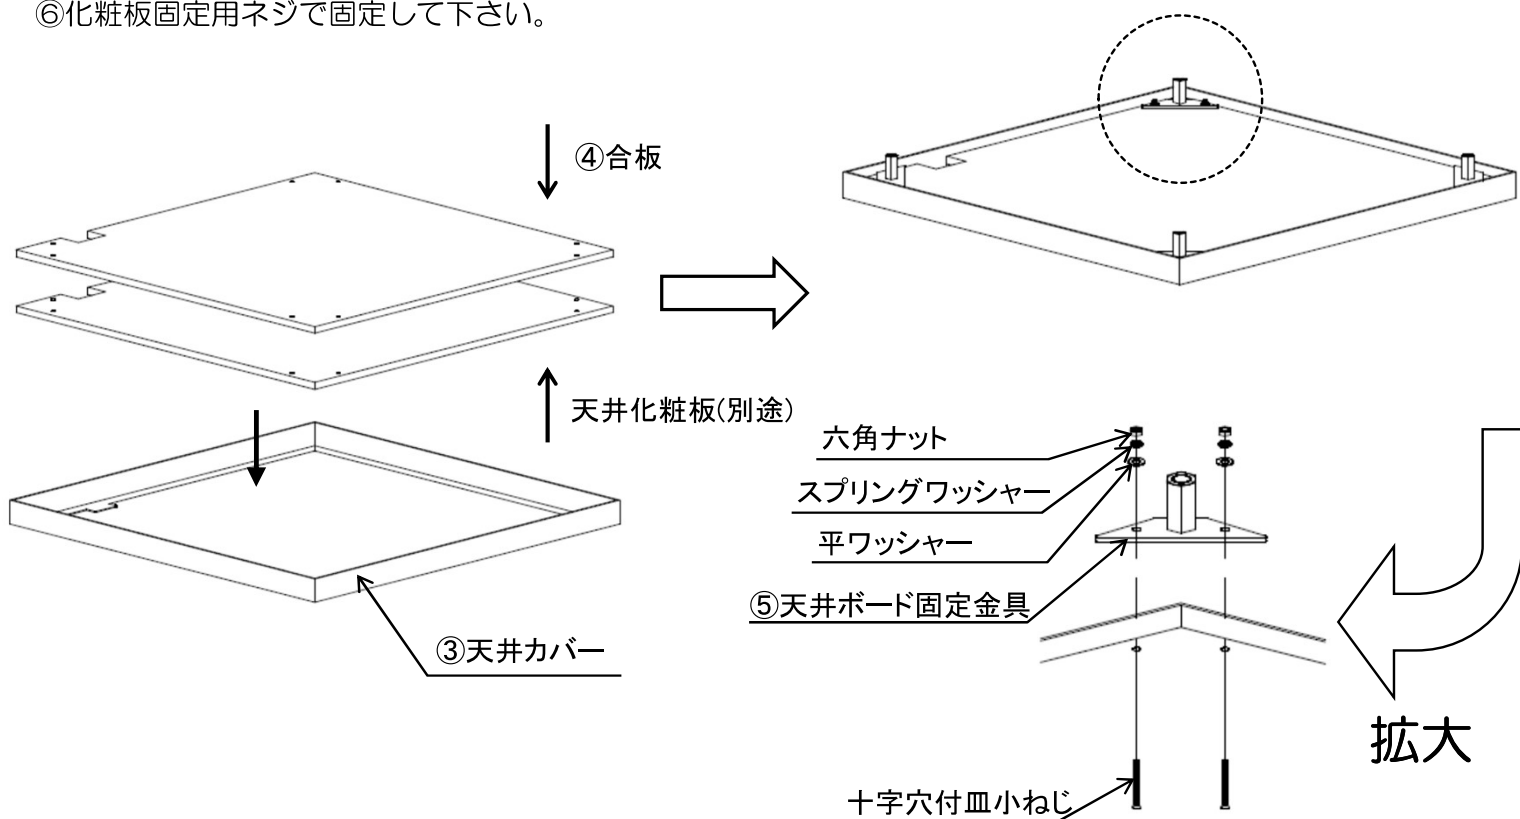 ⑥化粧板固定用ネジで固定して下さい。
④合板
天井化粧板(別途)
③天井カバー
六角ナット
スプリングワッシャー
平ワッシャー
⑤天井ボード固定金具
拡大
十字穴付皿小ねじ